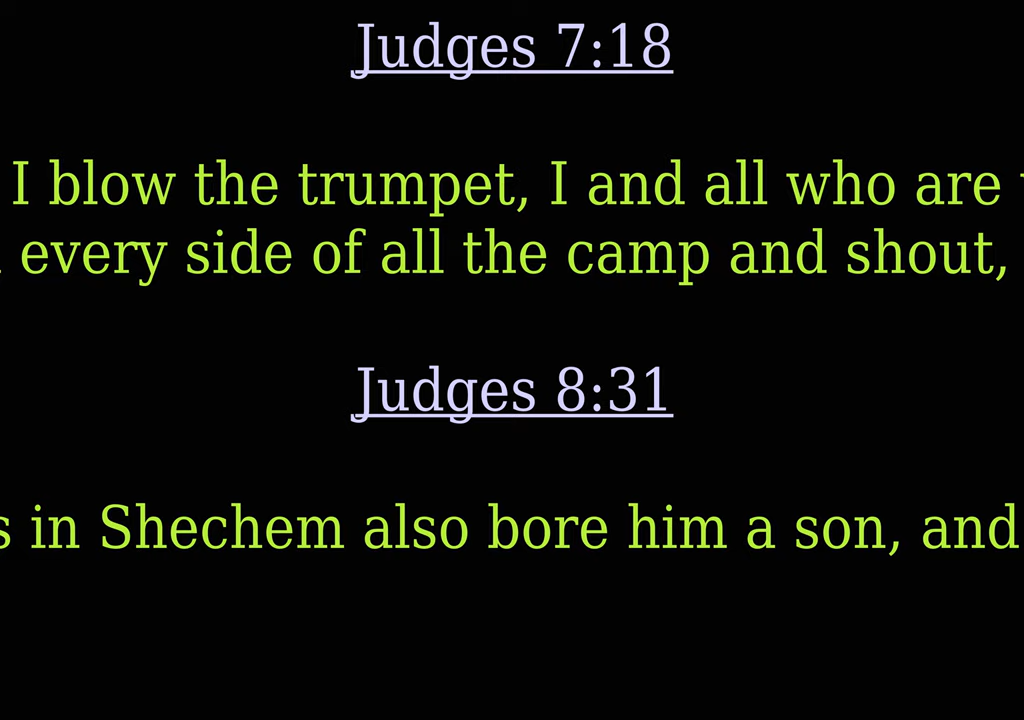 Judges 7:18
I blow the trumpet, I and all who are
every side of all the camp and shout,
Judges 8:31
in Shechem also bore him a son, and